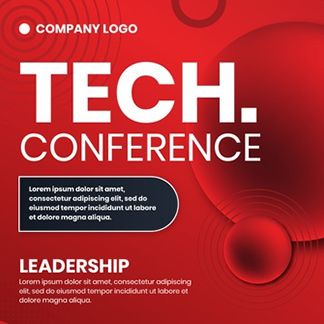 COMPANY LOGO
TECH.
CONFERENCE
Lorem ipsum dolor sit amet,
consectetur adipiscing elit, sed do
eiusmod tempor incididunt ut labore
et dolore magna aliqua.
LEADERSHIP
Lorem ipsum dolor sit amet, consectetur adipiscing
elit, sed do eiusmod tempor incididunt ut labore et
dolore magna.